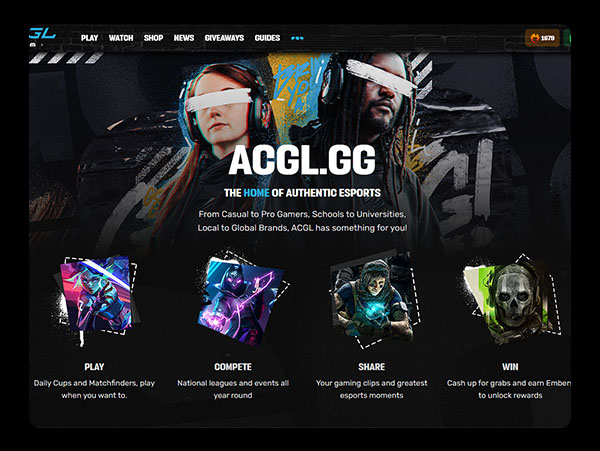 GL
PLAY WATCH SHOP NEWS GIVEAWAYS GUIDES
1679
ACGL.GG
THE HOME OF AUTHENTIC ESPORTS
From Casual to Pro Gamers, Schools to Universities,
Local to Global Brands, ACGL has something for you!
PLAY
Daily Cups and Matchfinders, play
when you want to.
COMPETE
National leagues and events all
year round
SHARE
Your gaming clips and greatest
esports moments
WIN
Cash up for grabs and earn Embers
to unlock rewards